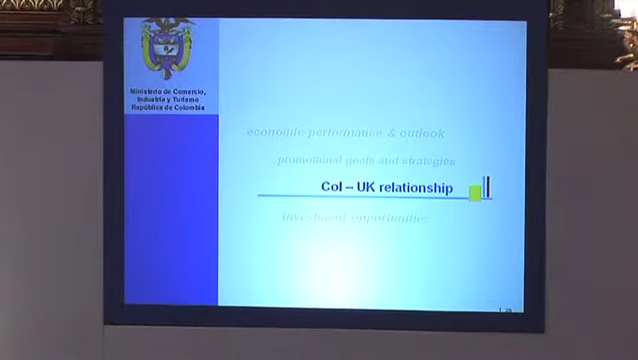 Ministerio de Comercio,
Industria y Turismo
República de Colombia
economic performance & outlook
promotional goals and strategies
Col – UK relationship
investment opportunities